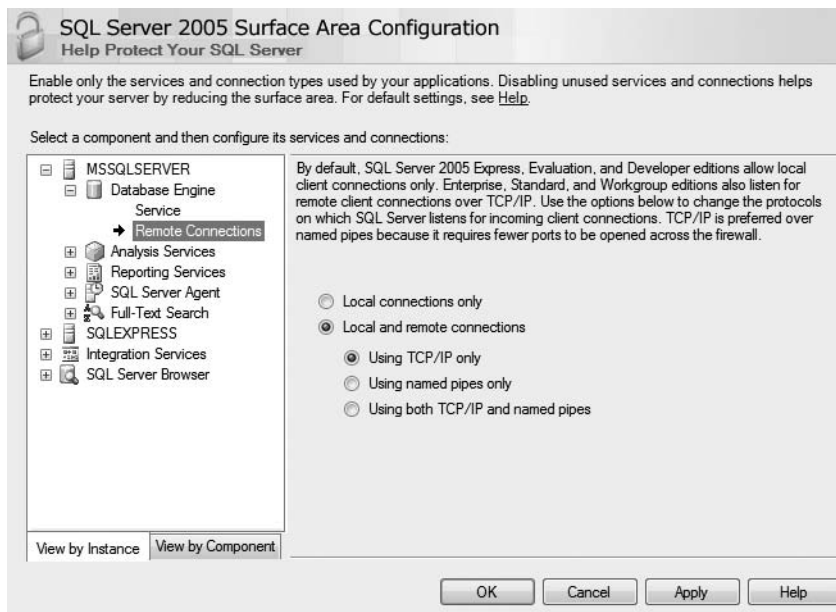 SQL Server 2005 Surface Area Configuration
Help Protect Your SQL Server
Enable only the services and connection types used by your applications. Disabling unused services and connections helps
protect your server by reducing the surface area. For default settings, see Help.
Select a component and then configure its services and connections:
MSSQLSERVER
Database Engine
Service
Remote Connections
Analysis Services
Reporting Services
SQL Server Agent
Full-Text Search
SQLEXPRESS
Integration Services
SQL Server Browser
View by Instance
View by Component
By default, SQL Server 2005 Express, Evaluation, and Developer editions allow local
client connections only. Enterprise, Standard, and Workgroup editions also listen for
remote client connections over TCP/IP. Use the options below to change the protocols
on which SQL Server listens for incoming client connections. TCP/IP is preferred over
named pipes because it requires fewer ports to be opened across the firewall.
Local connections only
Local and remote connections
Using TCP/IP only
Using named pipes only
Using both TCP/IP and named pipes
OK
Cancel
Apply
Help